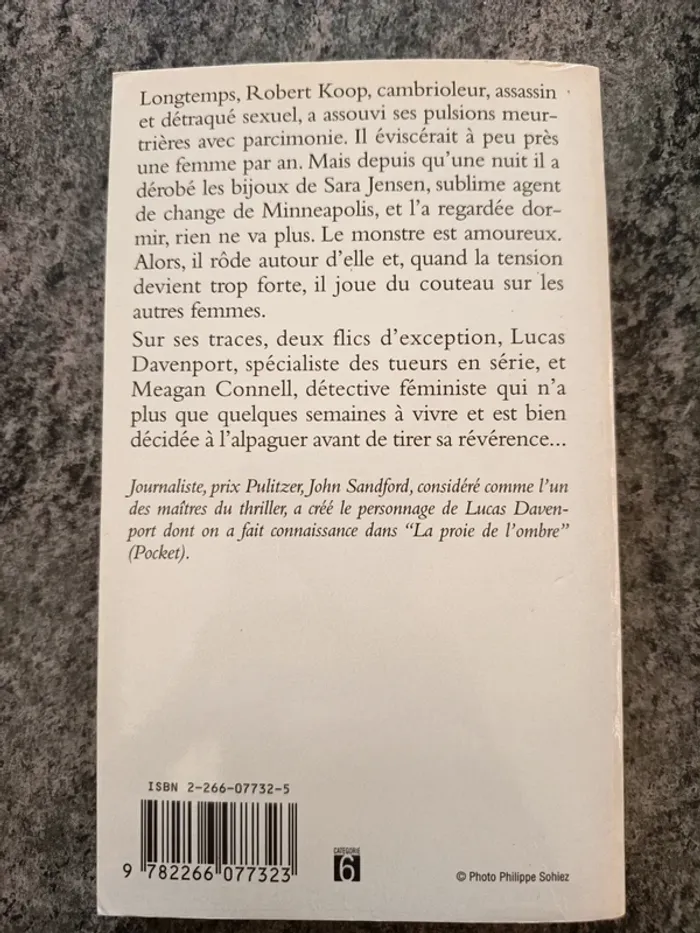 Longtemps, Robert Koop, cambrioleur, assassin
et détraqué sexuel, a assouvi ses pulsions meur-
trières avec parcimonie. Il éviscérait à peu près
une femme par an. Mais depuis qu'une nuit il a
dérobé les bijoux de Sara Jensen, sublime agent
de change de Minneapolis, et l'a regardée dor-
mir, rien ne va plus. Le monstre est amoureux.
Alors, il rôde autour d'elle et, quand la tension
devient trop forte, il joue du couteau sur les
autres femmes.
Sur ses traces, deux flics d'exception, Lucas
Davenport, spécialiste des tueurs en série, et
Meagan Connell, détective féministe qui n'a
plus que quelques semaines à vivre et est bien
décidée à l'alpaguer avant de tirer sa révérence...
Journaliste, prix Pulitzer, John Sandford, considéré comme l'un
des maîtres du thriller, a créé le personnage de Lucas Daven-
port dont on a fait connaissance dans "La proie de l'ombre"
(Pocket).
ISBN 2-266-07732-5
9 782266 077323
CATEGORIE
6
© Photo Philippe Sohiez